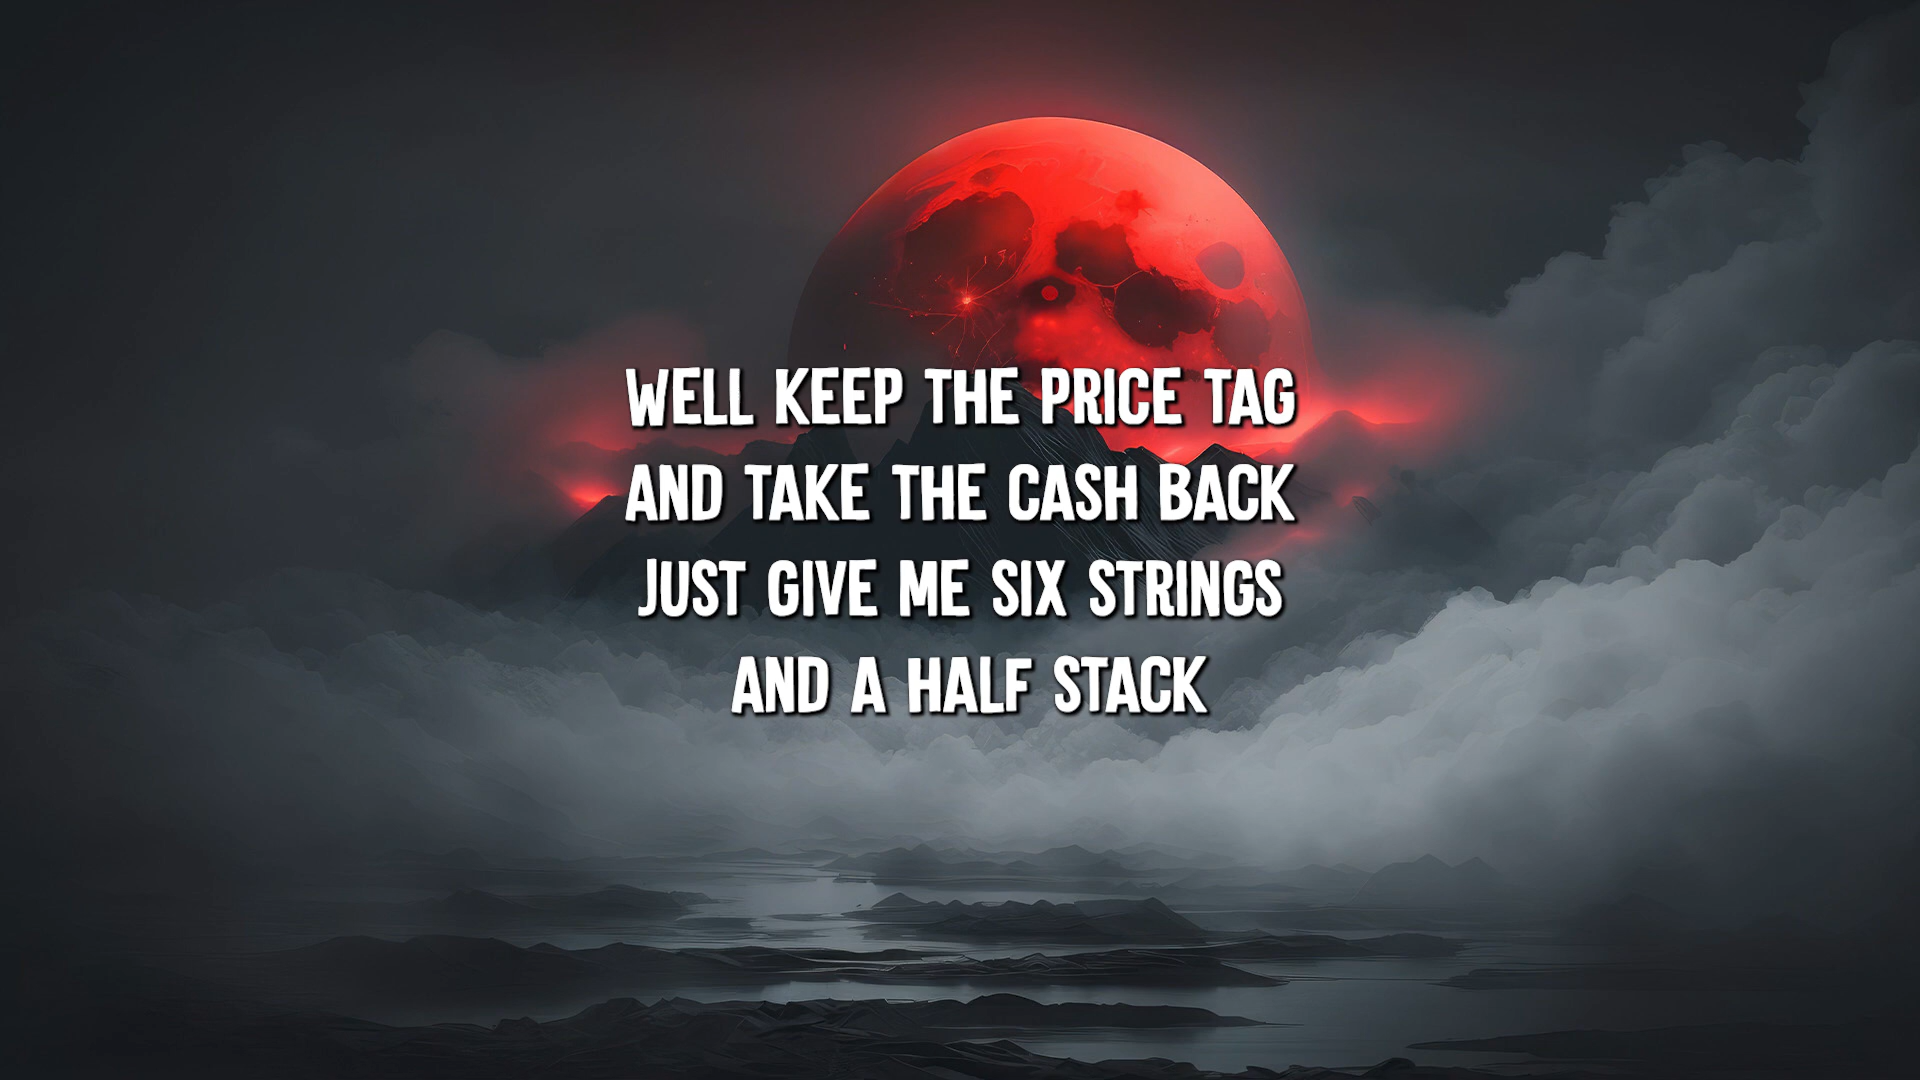 WELL KEEP THE PRICE TAG
AND TAKE THE CASH BACK
JUST GIVE ME SIX STRINGS
AND A HALF STACK